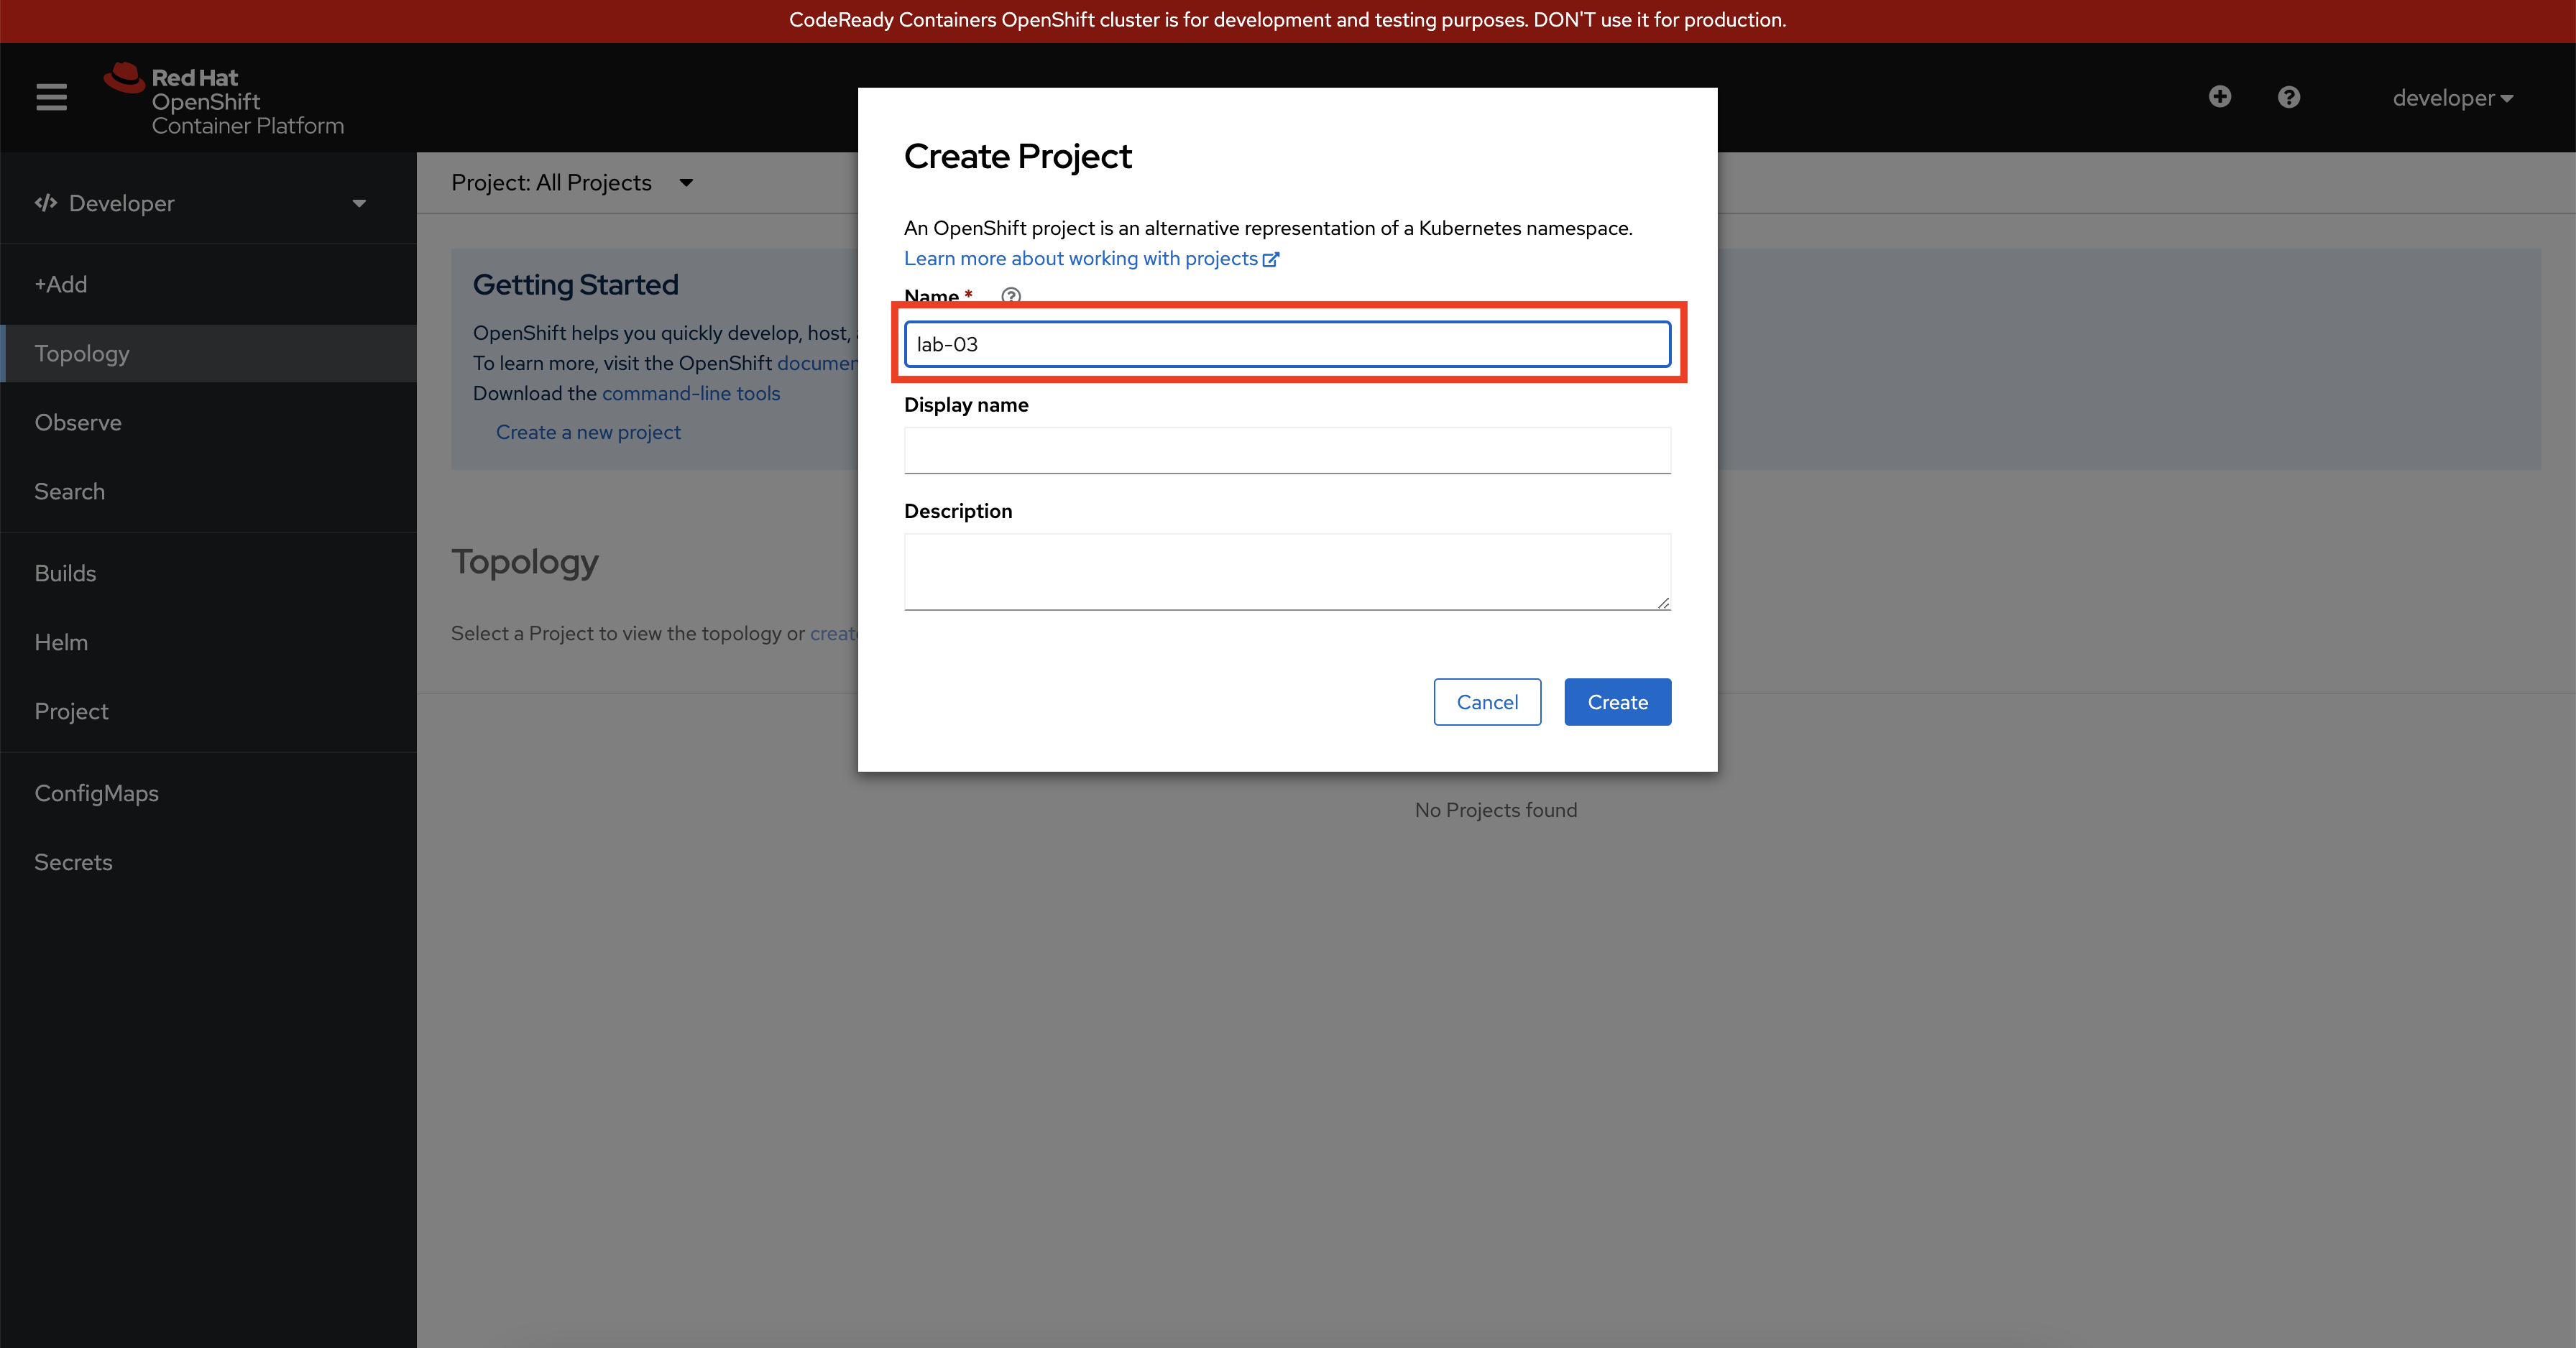 CodeReady Containers OpenShift cluster is for development and testing purposes. DON'T use it for production.
Red Hat
OpenShift
Container Platform
developer
Developer
+Add
Topology
Observe
Search
Builds
Helm
Project
ConfigMaps
Secrets
Project: All Projects
Getting Started
OpenShift helps you quickly develop, host,
To learn more, visit the OpenShift documen
Download the command-line tools
Create a new project
Topology
Select a Project to view the topology or creat
No Projects found
Create Project
An OpenShift project is an alternative representation of a Kubernetes namespace.
Learn more about working with projects
Name *
lab-03
Display name
Description
Cancel
Create